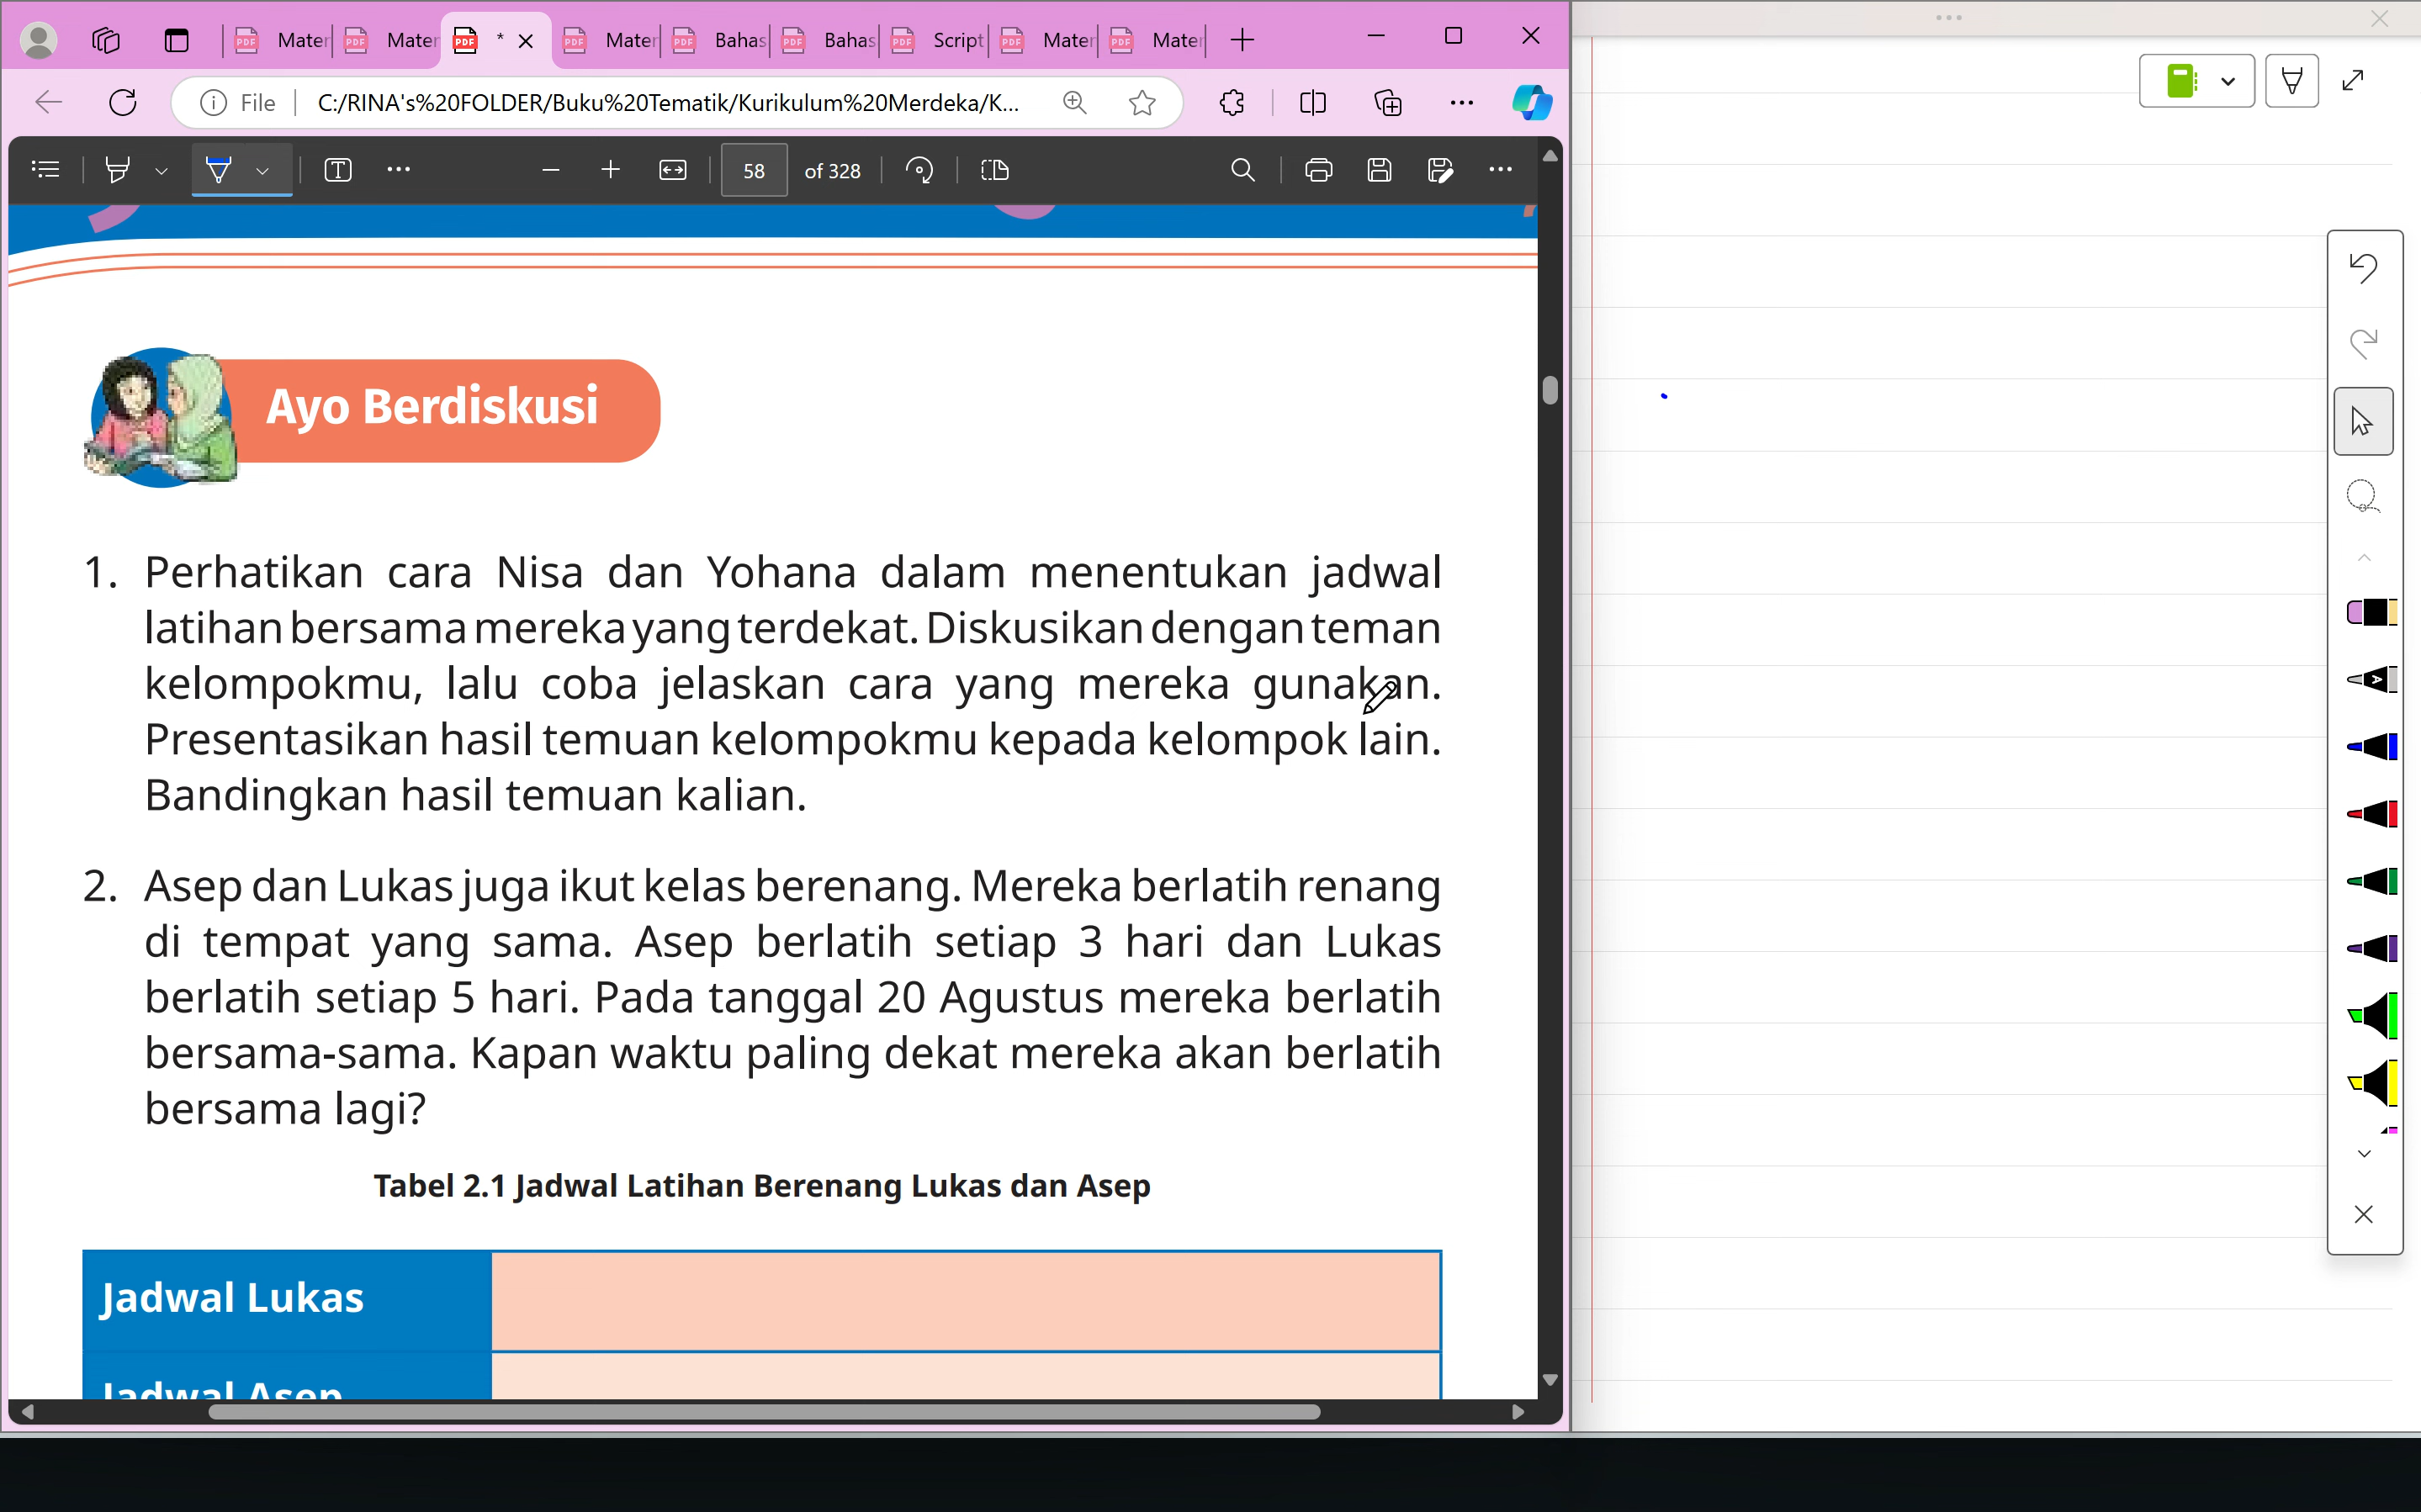 Mater
Mater
*
Mater
Bahas
Bahas
Script
Mater
Mater
File
C:/RINA's%20FOLDER/Buku%20Tematik/Kurikulum%20Merdeka/K...
58 of 328
Ayo Berdiskusi
1. Perhatikan cara Nisa dan Yohana dalam menentukan jadwal
latihan bersama mereka yang terdekat. Diskusikan dengan teman
kelompokmu, lalu coba jelaskan cara yang mereka gunakan.
Presentasikan hasil temuan kelompokmu kepada kelompok lain.
Bandingkan hasil temuan kalian.
2. Asep dan Lukas juga ikut kelas berenang. Mereka berlatih renang
di tempat yang sama. Asep berlatih setiap 3 hari dan Lukas
berlatih setiap 5 hari. Pada tanggal 20 Agustus mereka berlatih
bersama-sama. Kapan waktu paling dekat mereka akan berlatih
bersama lagi?
Tabel 2.1 Jadwal Latihan Berenang Lukas dan Asep
Jadwal Lukas
Jadwal Asep